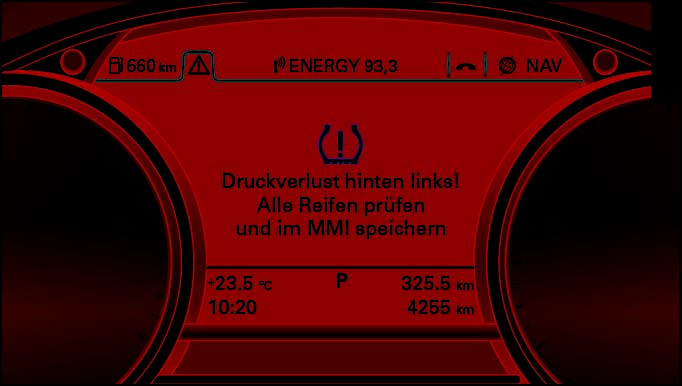 660 km ENERGY 93,3 NAV
Druckverlust hinten links!
Alle Reifen prüfen
und im MMI speichern
+23.5 °C P 325.5 km
10:20 4255 km